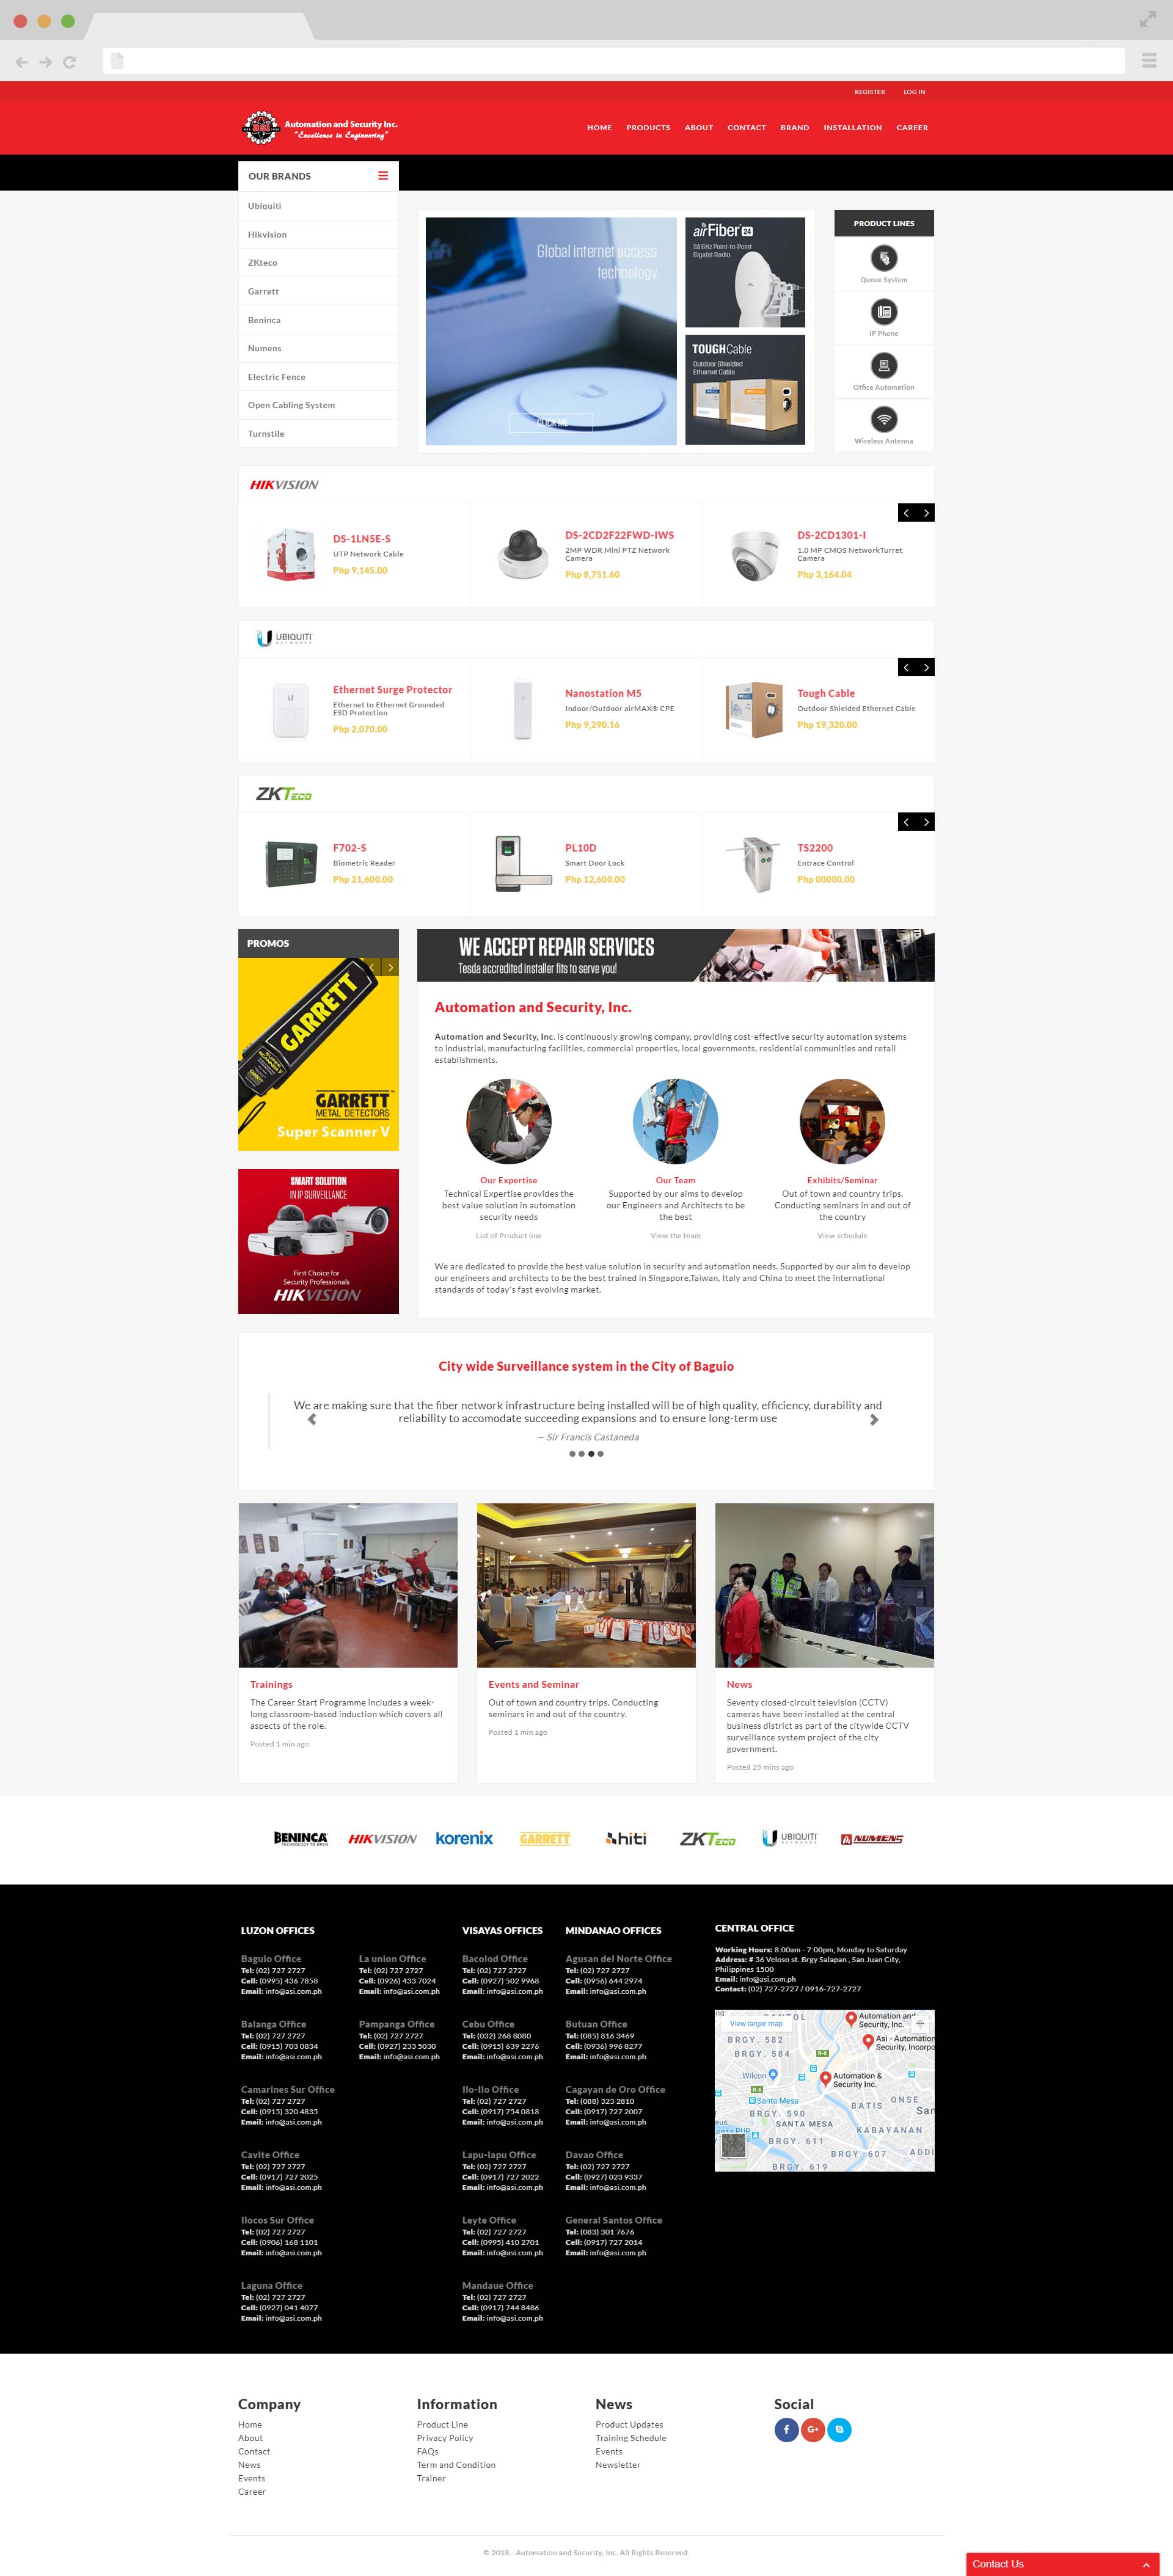 REGISTER LOG IN
ASI
Automation and Security Inc.
"Excellence in Engineering"
HOME PRODUCTS ABOUT CONTACT BRAND INSTALLATION CAREER
OUR BRANDS
Ubiquiti
Hikvision
ZKteco
Garrett
Beninca
Numens
Electric Fence
Open Cabling System
Turnstile
Global internet access
technology.
CLICK ME
airFiber 24
24 GHz Point-to-Point
Gigabit Radio
TOUGHCable
Outdoor Shielded
Ethernet Cable
PRODUCT LINES
Queue System
IP Phone
Office Automation
Wireless Antenna
HIKVISION
DS-1LN5E-S
UTP Network Cable
Php 9,145.00
DS-2CD2F22FWD-IWS
2MP WDR Mini PTZ Network
Camera
Php 8,751.60
DS-2CD1301-I
1.0 MP CMOS NetworkTurret
Camera
Php 3,164.04
UBIQUITI
NETWORKS
Ethernet Surge Protector
Ethernet to Ethernet Grounded
ESD Protection
Php 2,070.00
Nanostation M5
Indoor/Outdoor airMAX® CPE
Php 9,290.16
Tough Cable
Outdoor Shielded Ethernet Cable
Php 19,320.00
ZKTeco
F702-S
Biometric Reader
Php 21,600.00
PL10D
Smart Door Lock
Php 12,600.00
TS2200
Entrace Control
Php 00000.00
PROMOS
GARRETT
GARRETT
METAL DETECTORS
Super Scanner V
SMART SOLUTION
IN IP SURVEILLANCE
First Choice for
Security Professionals
HIKVISION
WE ACCEPT REPAIR SERVICES
Tesda accredited installer fits to serve you!
Automation and Security, Inc.
Automation and Security, Inc. is continuously growing company, providing cost-effective security automation systems
to industrial, manufacturing facilities, commercial properties, local governments, residential communities and retail
establishments.
Our Expertise
Technical Expertise provides the
best value solution in automation
security needs
List of Product line
Our Team
Supported by our aims to develop
our Engineers and Architects to be
the best
View the team
Exhibits/Seminar
Out of town and country trips.
Conducting seminars in and out of
the country
View schedule
We are dedicated to provide the best value solution in security and automation needs. Supported by our aim to develop
our engineers and architects to be the best trained in Singapore,Taiwan, Italy and China to meet the international
standards of today's fast evolving market.
City wide Surveillance system in the City of Baguio
We are making sure that the fiber network infrastructure being installed will be of high quality, efficiency, durability and
reliability to accomodate succeeding expansions and to ensure long-term use
— Sir Francis Castaneda
Trainings
The Career Start Programme includes a week-
long classroom-based induction which covers all
aspects of the role.
Posted 1 min ago
Events and Seminar
Out of town and country trips. Conducting
seminars in and out of the country.
Posted 1 min ago
News
Seventy closed-circuit television (CCTV)
cameras have been installed at the central
business district as part of the citywide CCTV
surveillance system project of the city
government.
Posted 25 mins ago
BENINCA
TECHNOLOGY TO OPEN
HIKVISION
korenix
GARRETT
hiti
ZKTeco
UBIQUITI
NETWORKS
NUMENS
LUZON OFFICES
Baguio Office
Tel: (02) 727 2727
Cell: (0995) 436 7858
Email: info@asi.com.ph
Balanga Office
Tel: (02) 727 2727
Cell: (0915) 703 0834
Email: info@asi.com.ph
Camarines Sur Office
Tel: (02) 727 2727
Cell: (0915) 320 4835
Email: info@asi.com.ph
Cavite Office
Tel: (02) 727 2727
Cell: (0917) 727 2025
Email: info@asi.com.ph
Ilocos Sur Office
Tel: (02) 727 2727
Cell: (0906) 168 1101
Email: info@asi.com.ph
Laguna Office
Tel: (02) 727 2727
Cell: (0927) 041 4077
Email: info@asi.com.ph
La union Office
Tel: (02) 727 2727
Cell: (0926) 433 7024
Email: info@asi.com.ph
Pampanga Office
Tel: (02) 727 2727
Cell: (0927) 233 5030
Email: info@asi.com.ph
VISAYAS OFFICES
Bacolod Office
Tel: (02) 727 2727
Cell: (0927) 502 9968
Email: info@asi.com.ph
Cebu Office
Tel: (032) 268 8080
Cell: (0915) 639 2276
Email: info@asi.com.ph
Ilo-Ilo Office
Tel: (02) 727 2727
Cell: (0917) 754 0818
Email: info@asi.com.ph
Lapu-lapu Office
Tel: (02) 727 2727
Cell: (0917) 727 2022
Email: info@asi.com.ph
Leyte Office
Tel: (02) 727 2727
Cell: (0995) 410 2701
Email: info@asi.com.ph
Mandaue Office
Tel: (02) 727 2727
Cell: (0917) 744 8486
Email: info@asi.com.ph
MINDANAO OFFICES
Agusan del Norte Office
Tel: (02) 727 2727
Cell: (0956) 644 2974
Email: info@asi.com.ph
Butuan Office
Tel: (085) 816 3469
Cell: (0936) 996 8277
Email: info@asi.com.ph
Cagayan de Oro Office
Tel: (088) 323 2810
Cell: (0917) 727 2007
Email: info@asi.com.ph
Davao Office
Tel: (02) 727 2727
Cell: (0927) 023 9337
Email: info@asi.com.ph
General Santos Office
Tel: (083) 301 7676
Cell: (0917) 727 2014
Email: info@asi.com.ph
CENTRAL OFFICE
Working Hours: 8:00am - 7:00pm, Monday to Saturday
Address: # 36 Veloso st. Brgy Salapan , San Juan City,
Philippines 1500
Email: info@asi.com.ph
Contact: (02) 727-2727 / 0916-727-2727
View larger map
Automation and
Security, Inc.
Asi - Automation
Security, Incorpo
BRGY. 582
BRGY. 584
R-6
Wilcon
Automation &
Security Inc.
R-6
Santa Mesa
BATIS
ONSE
San
BRGY. 590
SANTA MESA
KABAYANAN
BRGY. 611
BRGY. 607
ADDI
BRGY. 619
Company
Home
About
Contact
News
Events
Career
Information
Product Line
Privacy Policy
FAQs
Term and Condition
Trainer
News
Product Updates
Training Schedule
Events
Newsletter
Social
© 2018 - Automation and Security, Inc. All Rights Reserved.
Contact Us